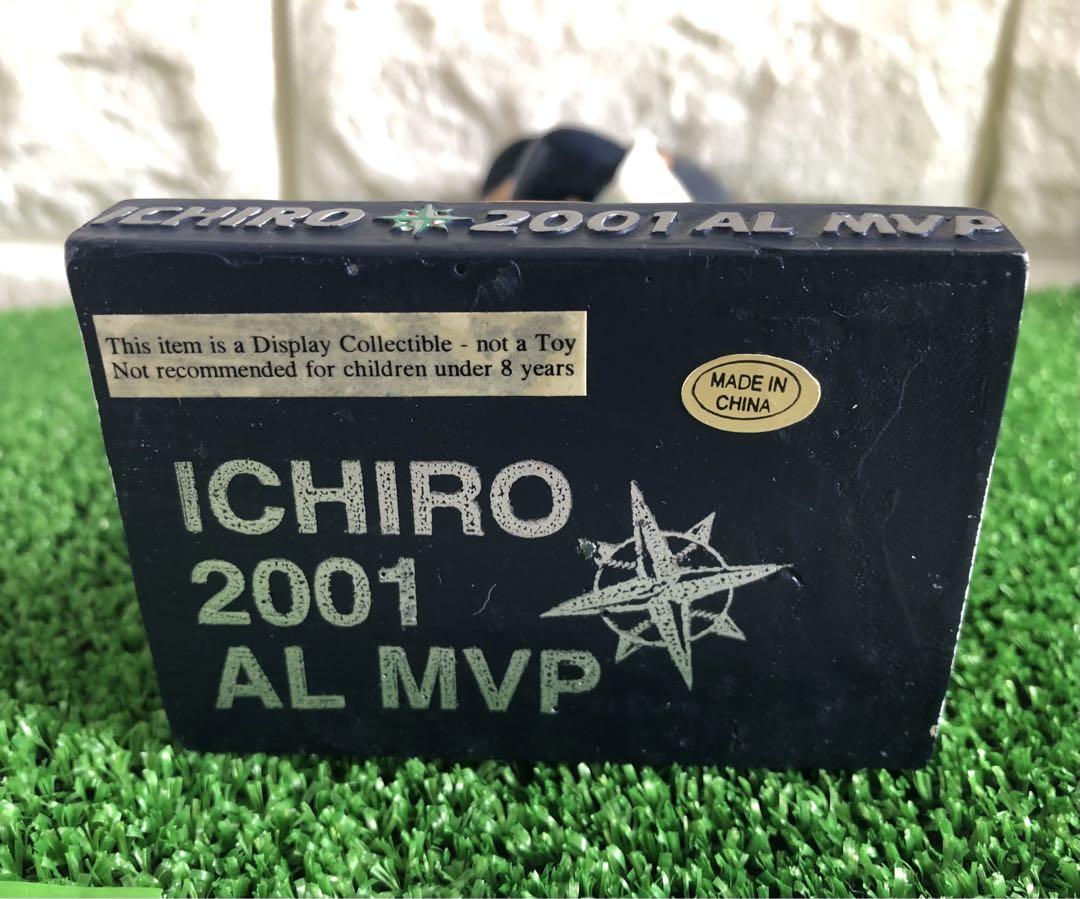 ICHIRO 2001 AL MVP
This item is a Display Collectible - not a Toy
Not recommended for children under 8 years
MADE IN
CHINA
ICHIRO
2001
AL MVP